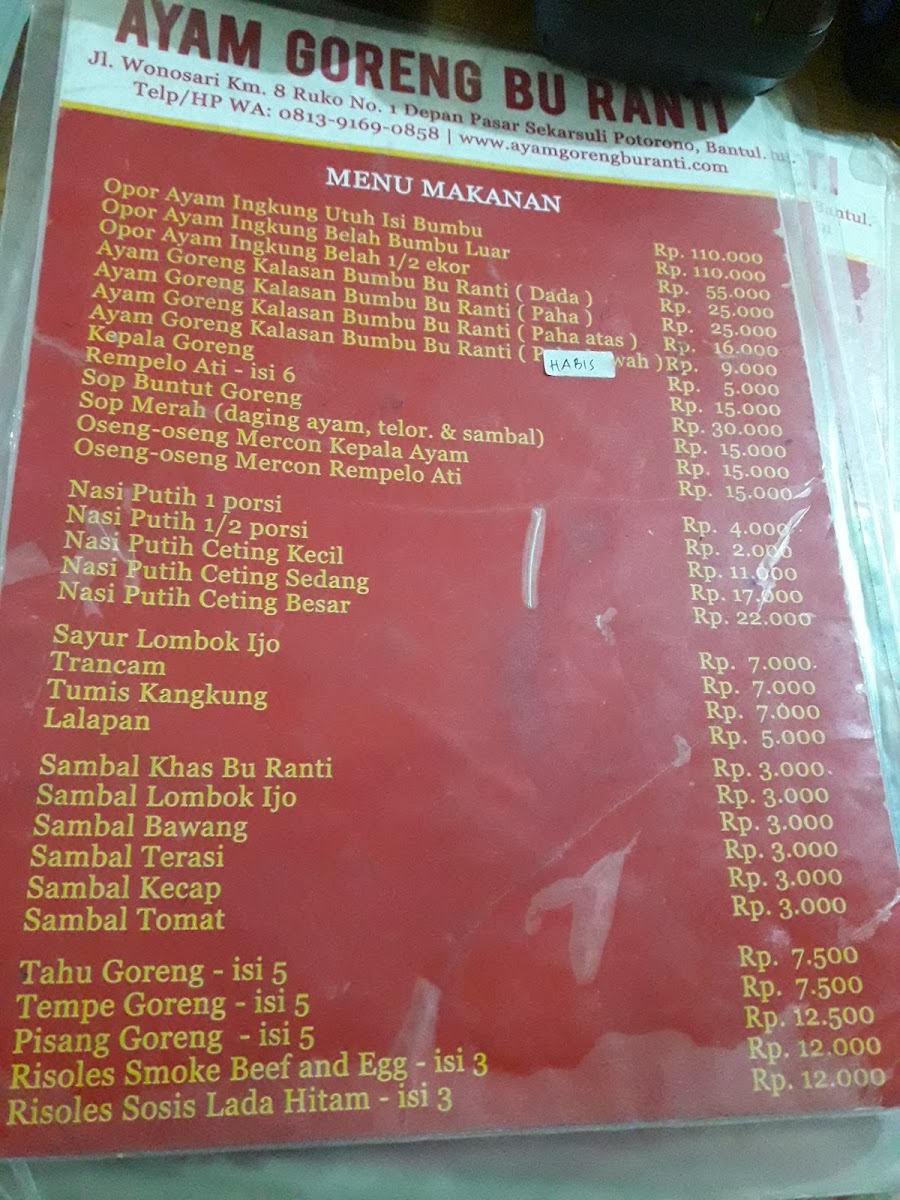 AYAM GORENG BU RANTI
Jl. Wonosari Km. 8 Ruko No. 1 Depan Pasar Sekarsuli Potorono, Bantul.
Telp/HP WA: 0813-9169-0858 | www.ayamgorengburanti.com
MENU MAKANAN
Opor Ayam Ingkung Utuh Isi Bumbu Rp. 110.000
Opor Ayam Ingkung Belah Bumbu Luar Rp. 110.000
Opor Ayam Ingkung Belah 1/2 ekor Rp. 55.000
Ayam Goreng Kalasan Bumbu Bu Ranti ( Dada ) Rp. 25.000
Ayam Goreng Kalasan Bumbu Bu Ranti ( Paha ) Rp. 25.000
Ayam Goreng Kalasan Bumbu Bu Ranti ( Paha atas ) Rp. 16.000
Ayam Goreng Kalasan Bumbu Bu Ranti ( wah ) Rp. 9.000
HABIS
Kepala Goreng Rp. 5.000
Rempelo Ati - isi 6 Rp. 15.000
Sop Buntut Goreng Rp. 30.000
Sop Merah (daging ayam, telor. & sambal) Rp. 15.000
Oseng-oseng Mercon Kepala Ayam Rp. 15.000
Oseng-oseng Mercon Rempelo Ati Rp. 15.000
Nasi Putih 1 porsi Rp. 4.000
Nasi Putih 1/2 porsi Rp. 2.000
Nasi Putih Ceting Kecil Rp. 11.000
Nasi Putih Ceting Sedang Rp. 17.000
Nasi Putih Ceting Besar Rp. 22.000
Sayur Lombok Ijo Rp. 7.000
Trancam Rp. 7.000
Tumis Kangkung Rp. 7.000
Lalapan Rp. 5.000
Sambal Khas Bu Ranti Rp. 3.000
Sambal Lombok Ijo Rp. 3.000
Sambal Bawang Rp. 3.000
Sambal Terasi Rp. 3.000
Sambal Kecap Rp. 3.000
Sambal Tomat Rp. 3.000
Tahu Goreng - isi 5 Rp. 7.500
Tempe Goreng - isi 5 Rp. 7.500
Pisang Goreng - isi 5 Rp. 12.500
Risoles Smoke Beef and Egg - isi 3 Rp. 12.000
Risoles Sosis Lada Hitam - isi 3 Rp. 12.000
Bantul.